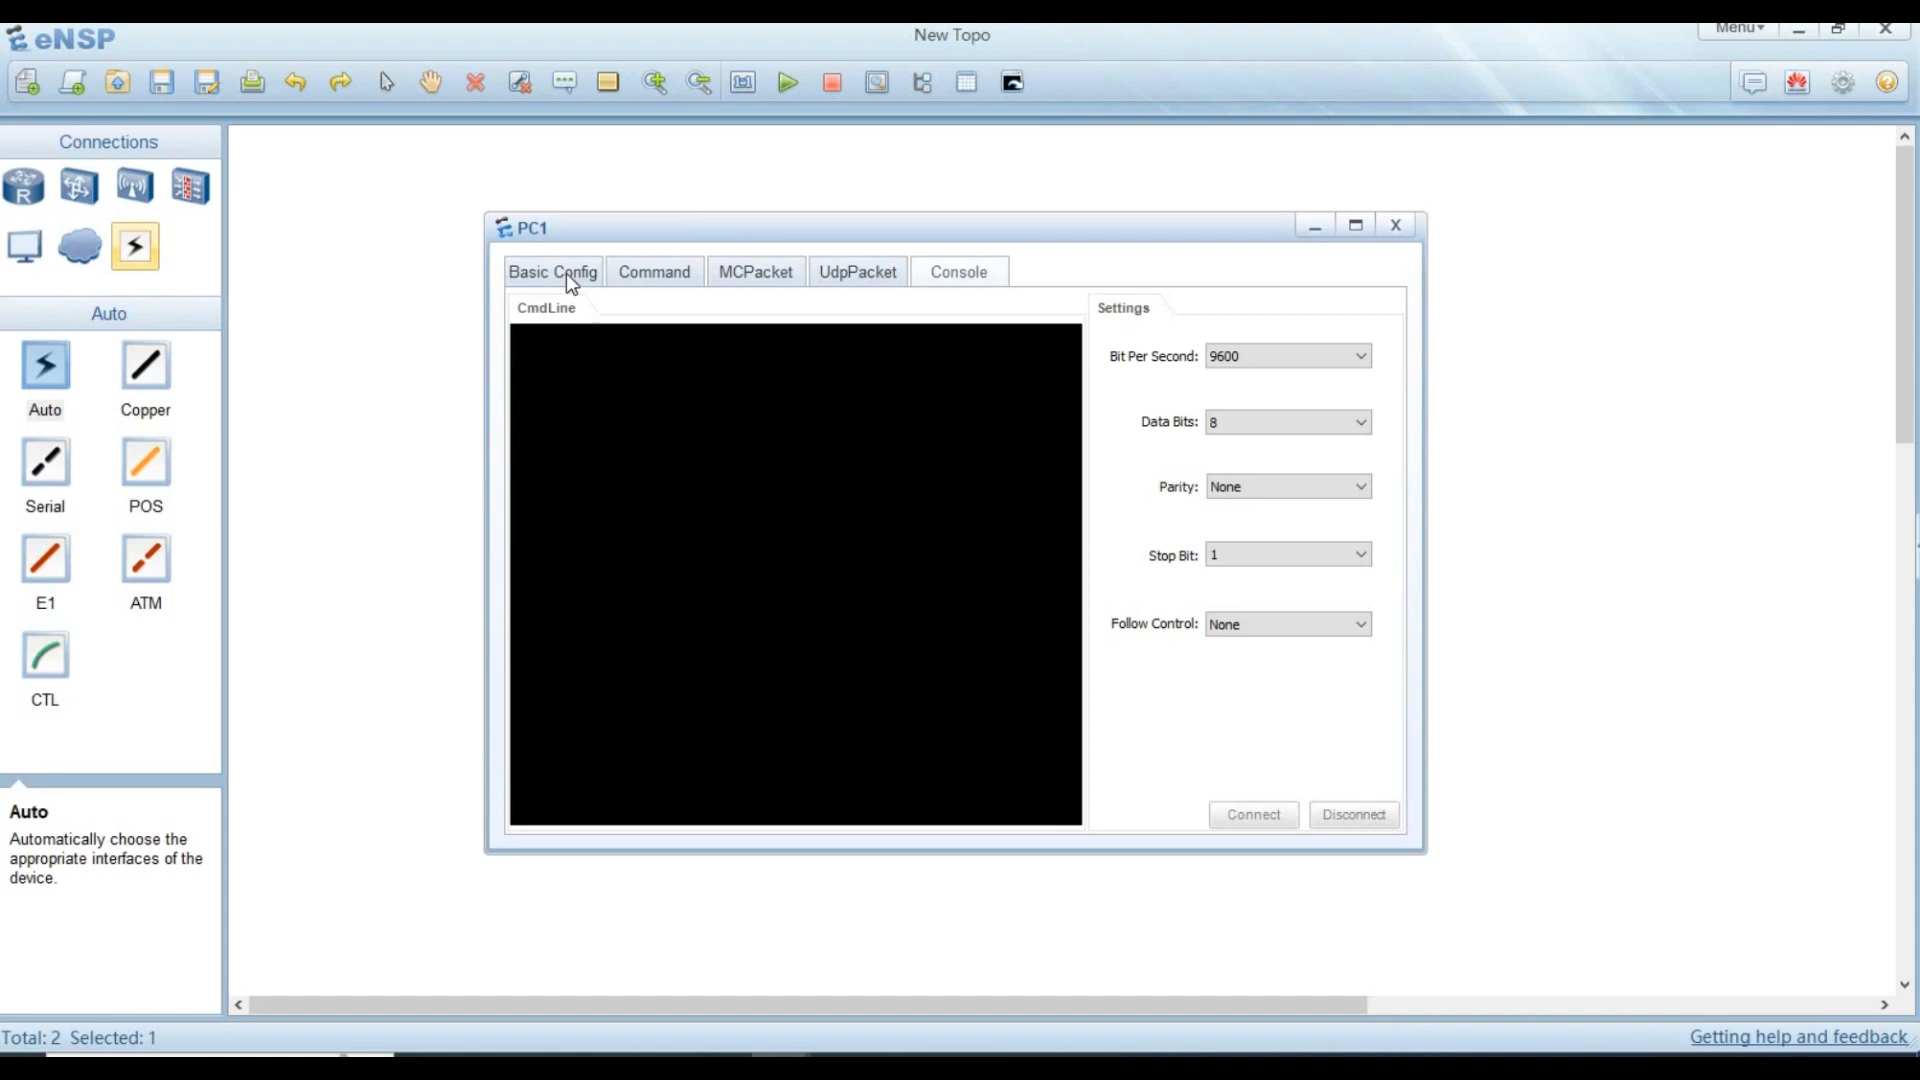 eNSP
New Topo
Menu
Connections
R
Auto
Auto
Copper
Serial
POS
E1
ATM
CTL
Auto
Automatically choose the
appropriate interfaces of the
device.
PC1
Basic Config
Command
MCPacket
UdpPacket
Console
CmdLine
Settings
Bit Per Second: 9600
Data Bits: 8
Parity: None
Stop Bit: 1
Follow Control: None
Connect
Disconnect
Total: 2 Selected: 1
Getting help and feedback